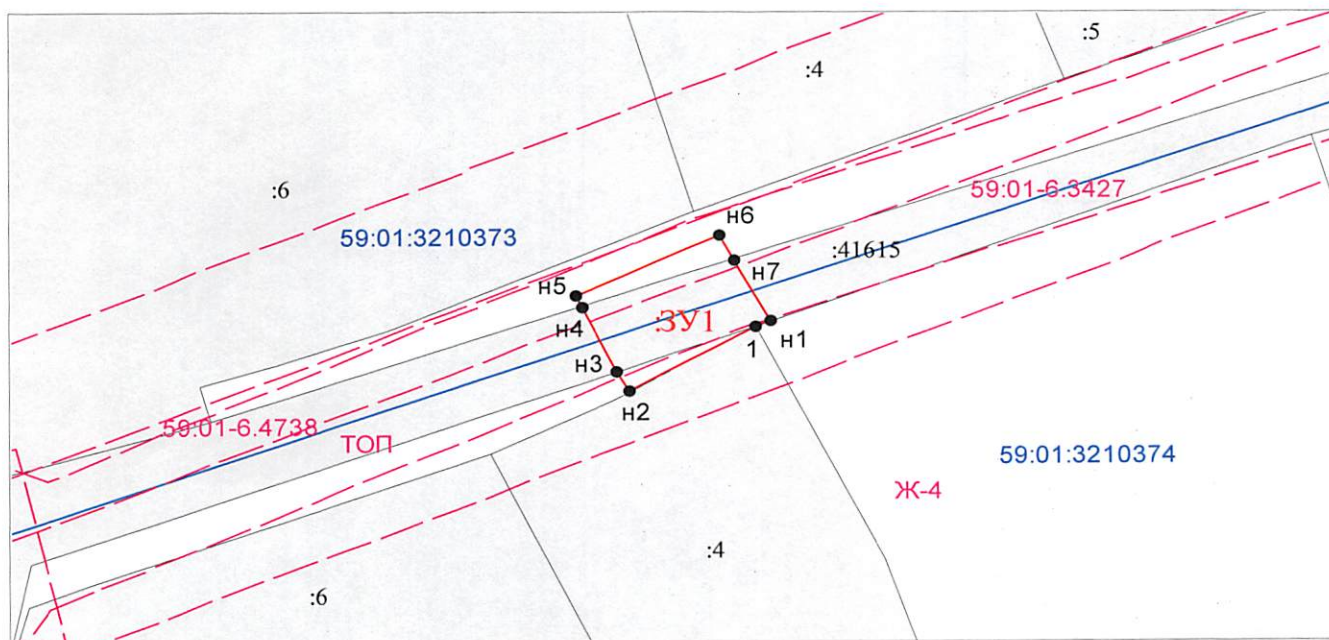 :5
:4
:6
59:01-6.3427
н6
59:01:3210373
:41615
н7
н5
н4
:ЗУ1
н1
1
н3
н2
59:01-6.4738
ТОП
59:01:3210374
Ж-4
:4
:6